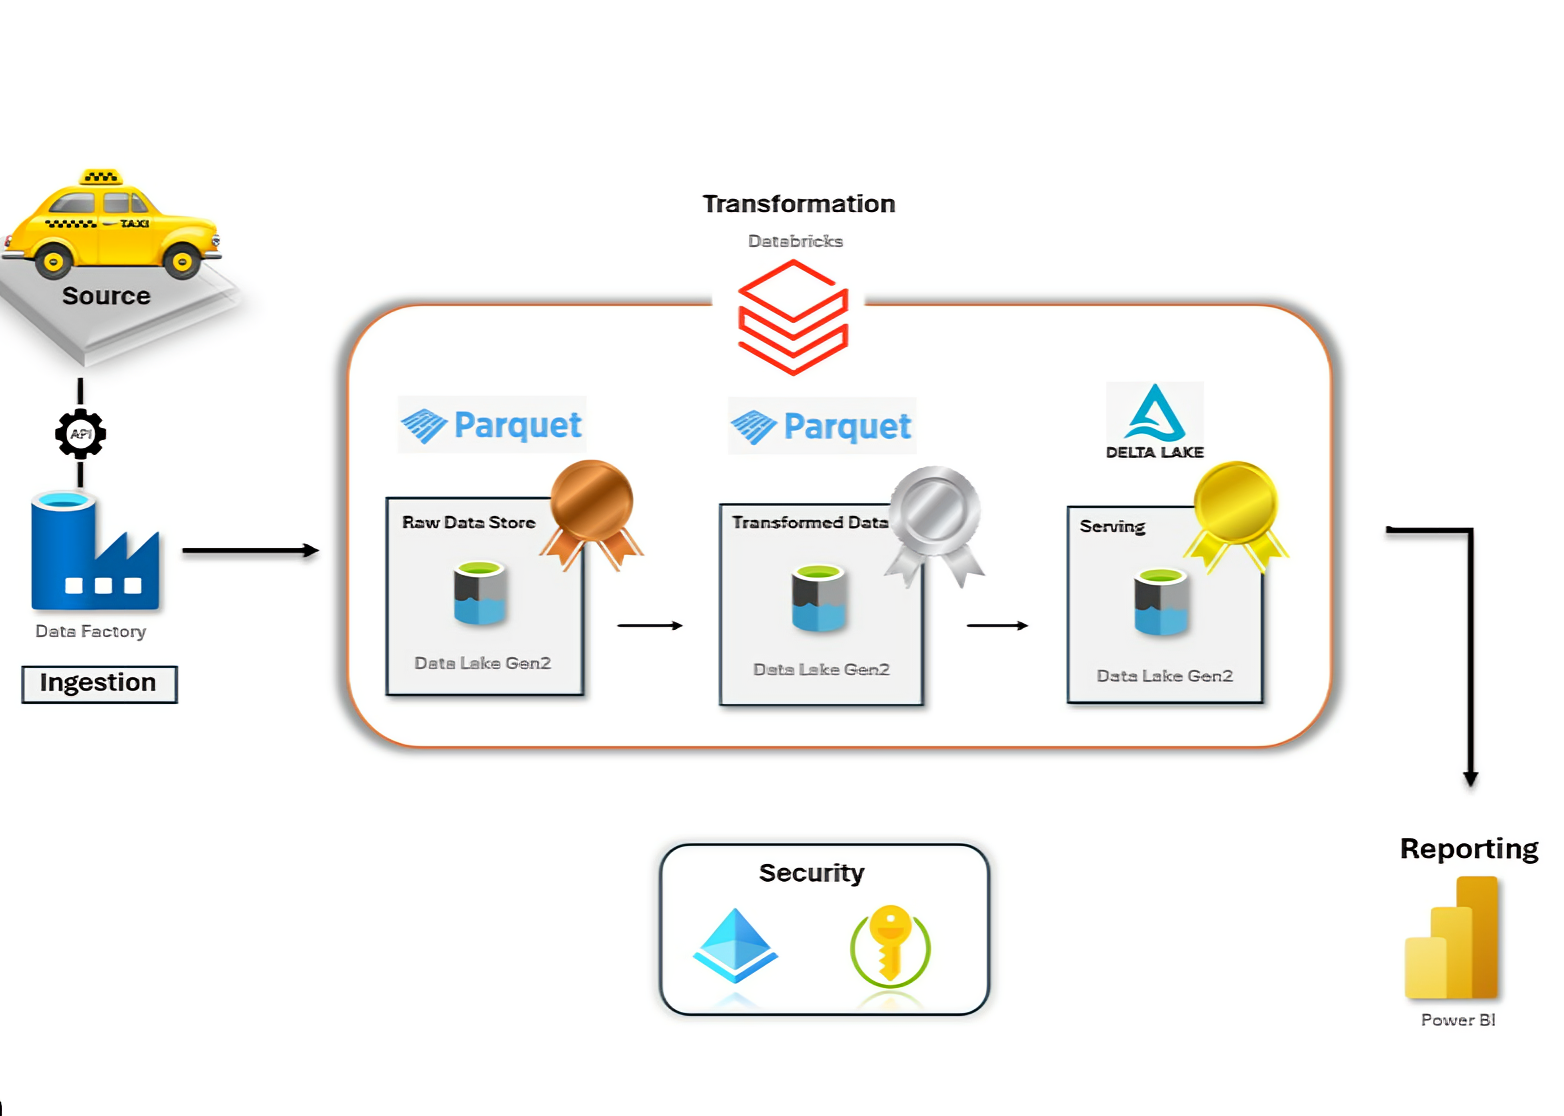 TAXI
Source
API
Data Factory
Ingestion
Transformation
Databricks
Parquet
Parquet
DELTA LAKE
Raw Data Store
Data Lake Gen2
Transformed Data
Data Lake Gen2
Serving
Data Lake Gen2
Security
Reporting
Power BI